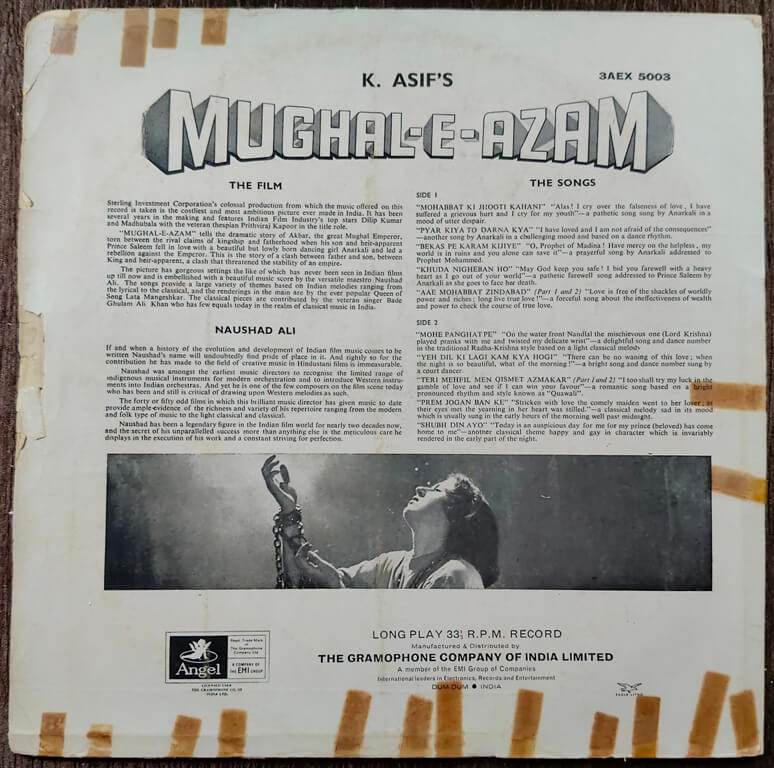 K. ASIF'S
3AEX 5003
MUGHAL-E-AZAM
THE FILM
Sterling Investment Corporation's colossal production from which the music offered on this
record is taken is the costliest and most ambitious picture ever made in India. It has been
several years in the making and features Indian Film Industry's top stars Dilip Kumar
and Madhubala with the veteran thespian Prithviraj Kapoor in the title role.
"MUGHAL-E-AZAM" tells the dramatic story of Akbar, the great Mughal Emperor,
torn between the rival claims of kingship and fatherhood when his son and heir-apparent
Prince Saleem fell in love with a beautiful but lowly born dancing girl Anarkali and led a
rebellion against the Emperor. This is the story of a clash between father and son, between
King and heir-apparent, a clash that threatened the stability of an empire.
The picture has gorgeous settings the like of which has never been seen in Indian films
up till now and is embellished with a beautiful music score by the versatile maestro Naushad
Ali. The songs provide a large variety of themes based on Indian melodies ranging from
the lyrical to the classical, and the renderings in the main are by the ever popular Queen of
Song Lata Mangeshkar. The classical pieces are contributed by the veteran singer Bade
Ghulam Ali Khan who has few equals today in the realm of classical music in India.
NAUSHAD ALI
If and when a history of the evolution and development of Indian film music comes to be
written Naushad's name will undoubtedly find pride of place in it. And rightly so for the
contribution he has made to the field of creative music in Hindustani films is immeasurable.
Naushad was amongst the earliest music directors to recognise the limited range of
indigenous musical instruments for modern orchestration and to introduce Western instru-
ments into Indian orchestras. And yet he is one of the few composers on the film scene today
who has been and still is critical of drawing upon Western melodies as such.
The forty or fifty odd films in which this brilliant music director has given music to date
provide ample evidence of the richness and variety of his repertoire ranging from the modern
and folk type of music to the light classical and classical.
Naushad has been a legendary figure in the Indian film world for nearly two decades now,
and the secret of his unparallelled success more than anything else is the meticulous care he
displays in the execution of his work and a constant striving for perfection.
THE SONGS
SIDE 1
"MOHABBAT KI JHOOTI KAHANI" "Alas! I cry over the falseness of love, I have
suffered a grievous hurt and I cry for my youth"—a pathetic song sung by Anarkali in a
mood of utter despair.
"PYAR KIYA TO DARNA KYA" "I have loved and I am not afraid of the consequences"
—another song by Anarkali in a challenging mood and based on a dance rhythm.
"BEKAS PE KARAM KIJIYE" "O, Prophet of Madina! Have mercy on the helpless, my
world is in ruins and you alone can save it"—a prayerful song by Anarkali addressed to
Prophet Mohammed.
"KHUDA NIGHEBAN HO" "May God keep you safe! I bid you farewell with a heavy
heart as I go out of your world"—a pathetic farewell song addressed to Prince Saleem by
Anarkali as she goes to face her death.
"AAE MOHABBAT ZINDABAD" (Part 1 and 2) "Love is free of the shackles of worldly
power and riches; long live true love!"—a forceful song about the ineffectiveness of wealth
and power to check the course of true love.
SIDE 2
"MOHE PANGHAT PE" "On the water front Nandlal the mischievous one (Lord Krishna)
played pranks with me and twisted my delicate wrist"—a delightful song and dance number
in the traditional Radha-Krishna style based on a light classical melody
"YEH DIL KI LAGI KAM KYA HOGI" "There can be no waning of this love; when
the night is so beautiful, what of the morning!"—a bright song and dance number sung by
a court dancer.
"TERI MEHFIL MEN QISMET AZMAKAR" (Part 1 and 2) "I too shall try my luck in the
gamble of love and see if I can win your favour"—a romantic song based on a bright
pronounced rhythm and style known as "Quawali".
"PREM JOGAN BAN KE" "Stricken with love the comely maiden went to her lover; as
their eyes met the yearning in her heart was stilled."—a classical melody sad in its mood
which is usually sung in the early hours of the morning well past midnight.
"SHUBH DIN AYO" "Today is an auspicious day for me for my prince (beloved) has come
home to me"—another classical theme happy and gay in character which is invariably
rendered in the early part of the night.
Angel
Regd. Trade Mark
of The Gramophone
Company Ltd
A COMPANY OF
THE EMI GROUP
THE GRAMOPHONE CO. OF
INDIA LTD.
LONG PLAY 33⅓ R.P.M. RECORD
Manufactured & Distributed by
THE GRAMOPHONE COMPANY OF INDIA LIMITED
A member of the EMI Group of Companies
International leaders in Electronics, Records and Entertainment
DUM DUM ● INDIA